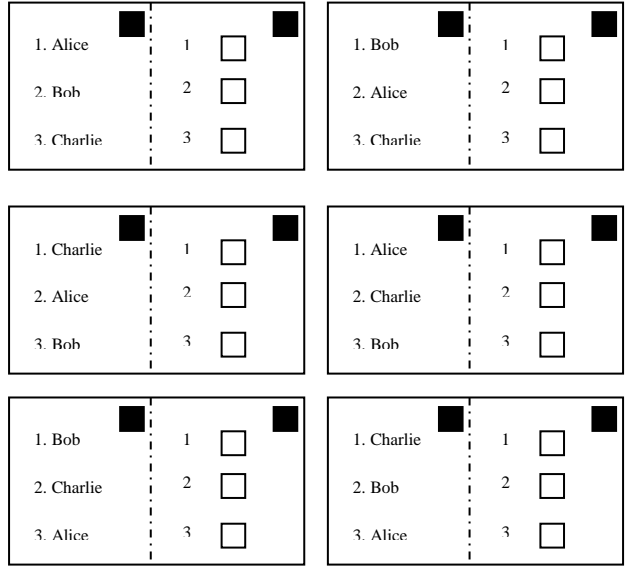 1. Alice 1
2. Bob 2
3. Charlie 3
1. Bob 1
2. Alice 2
3. Charlie 3
1. Charlie 1
2. Alice 2
3. Bob 3
1. Alice 1
2. Charlie 2
3. Bob 3
1. Bob 1
2. Charlie 2
3. Alice 3
1. Charlie 1
2. Bob 2
3. Alice 3